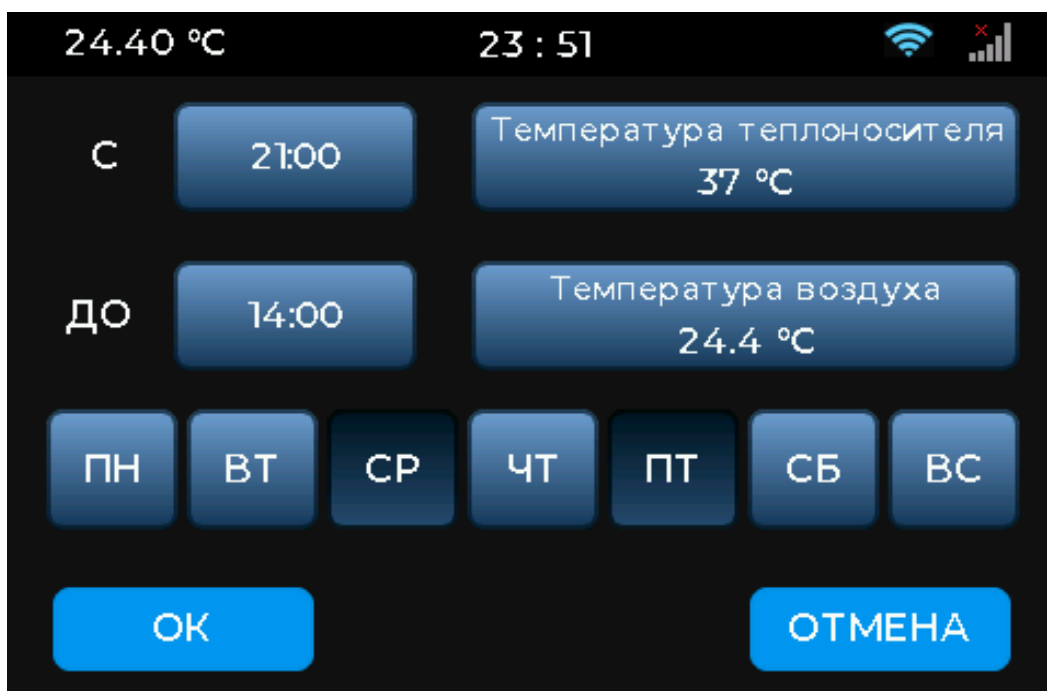 24.40 °C 23 : 51
С 21:00 Температура теплоносителя
37 °C
ДО 14:00 Температура воздуха
24.4 °C
ПН ВТ СР ЧТ ПТ СБ ВС
ОК ОТМЕНА